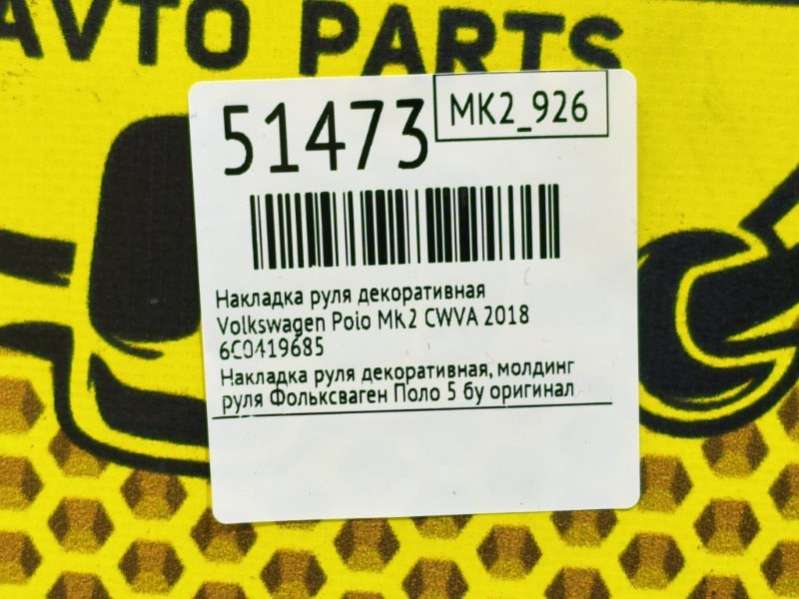 AVTO PARTS
51473
MK2_926
Накладка руля декоративная
Volkswagen Polo MK2 CWVA 2018
6C0419685
Накладка руля декоративная, молдинг
руля Фольксваген Поло 5 бу оригинал